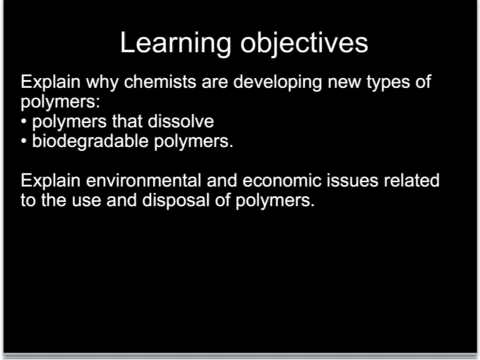 Learning objectives
Explain why chemists are developing new types of
polymers:
• polymers that dissolve
• biodegradable polymers.
Explain environmental and economic issues related
to the use and disposal of polymers.